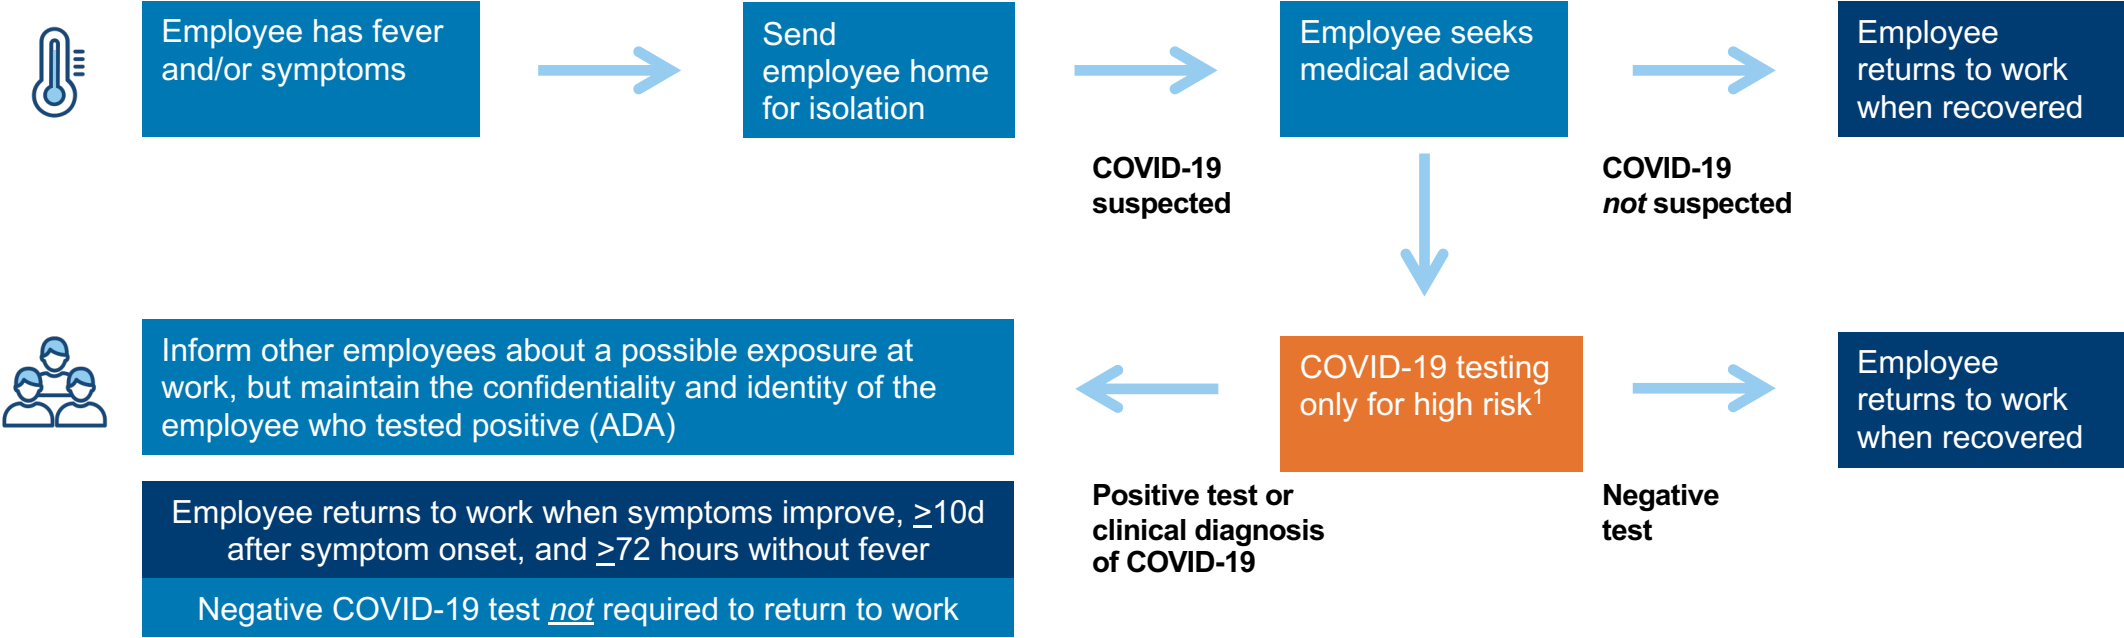 Employee has fever
and/or symptoms
Send
employee home
for isolation
Employee seeks
medical advice
Employee
returns to work
when recovered
COVID-19
suspected
COVID-19
not suspected
Inform other employees about a possible exposure at
work, but maintain the confidentiality and identity of the
employee who tested positive (ADA)
COVID-19 testing
only for high risk¹
Employee
returns to work
when recovered
Positive test or
clinical diagnosis
of COVID-19
Negative
test
Employee returns to work when symptoms improve, ≥10d
after symptom onset, and ≥72 hours without fever
Negative COVID-19 test not required to return to work